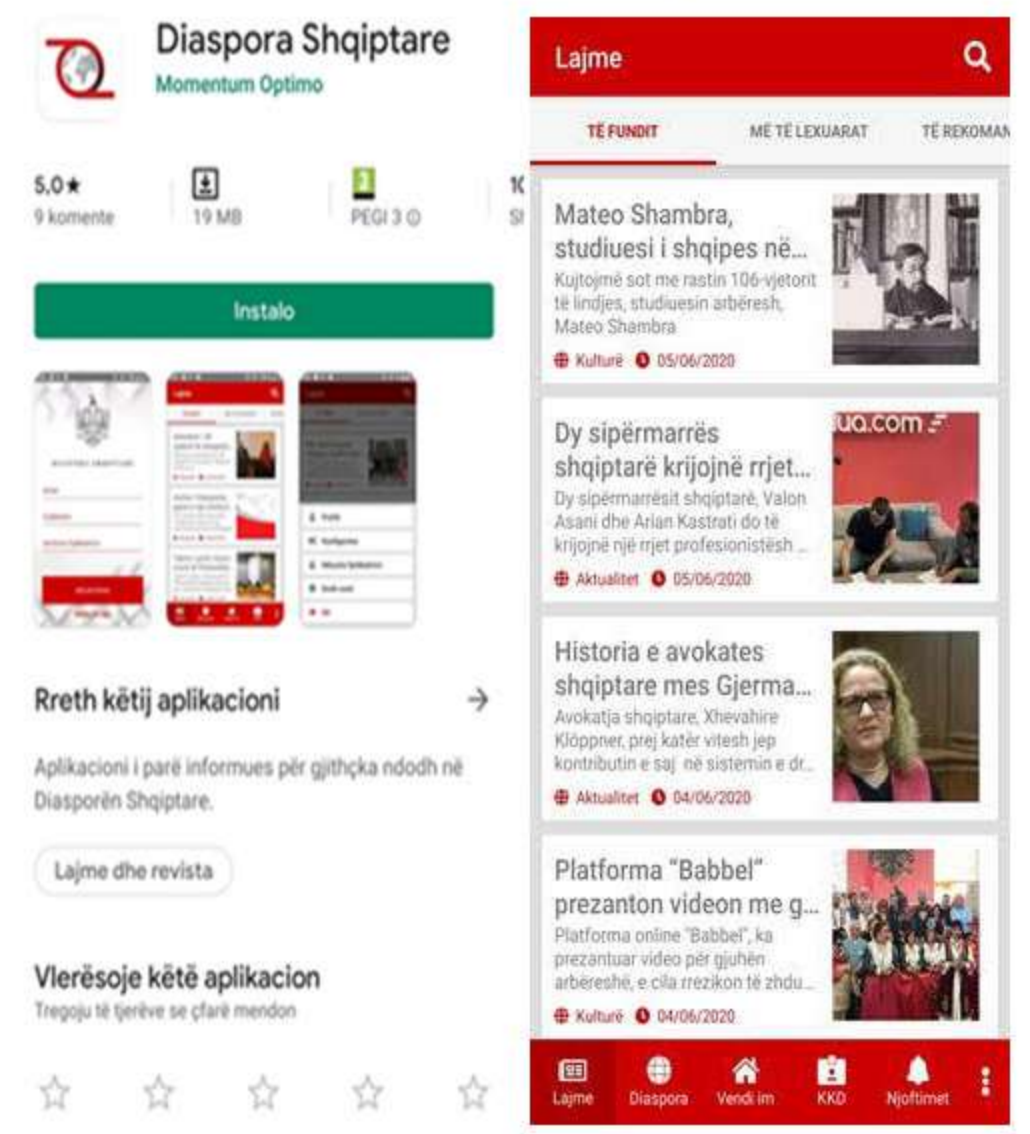 Diaspora Shqiptare
Momentum Optimo
5,0★
9 komente
19 MB
3
PEGI 3
10
Instalo
Rreth këtij aplikacioni
Aplikacioni i parë informues për gjithçka ndodh në
Diasporën Shqiptare.
Lajme dhe revista
Vlerësoje këtë aplikacion
Tregoju të tjerëve se çfarë mendon
Lajme
TË FUNDIT
MË TË LEXUARAT
TË REKOMAN
Mateo Shambra,
studiuesi i shqipes në...
Kujtojmë sot me rastin 106-vjetorit
të lindjes, studiuesin arbëresh,
Mateo Shambra
Kulturë 05/06/2020
Dy sipërmarrës
shqiptarë krijojnë rrjet...
Dy sipërmarrësit shqiptarë, Valon
Asani dhe Arian Kastrati do të
krijojnë një rrjet profesionistësh ...
Aktualitet 05/06/2020
ua.com
Historia e avokates
shqiptare mes Gjerma...
Avokatja shqiptare, Xhevahire
Klöppner, prej katër vitesh jep
kontributin e saj në sistemin e dr...
Aktualitet 04/06/2020
Platforma "Babbel"
prezanton videon me g...
Platforma online "Babbel", ka
prezantuar video për gjuhën
arbëreshë, e cila rrezikon të zhdu...
Kulturë 04/06/2020
Lajme
Diaspora
Vendi im
KKD
Njoftimet